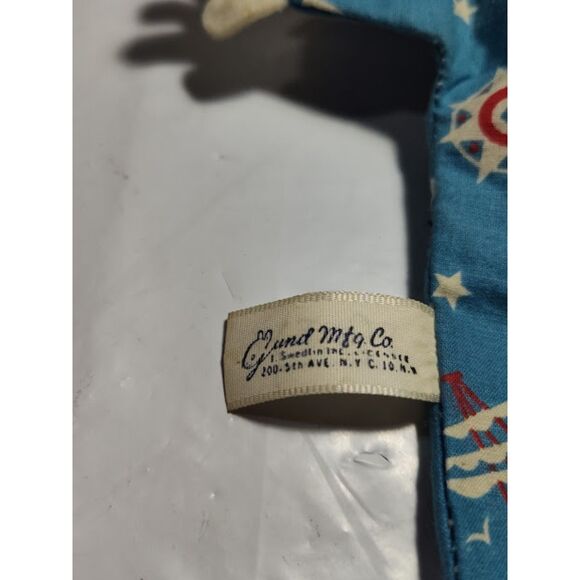 Gund Mfg. Co.
J. Swedlin INC. LICENSEE
200-5th AVE. N.Y.C. 10, N.Y.